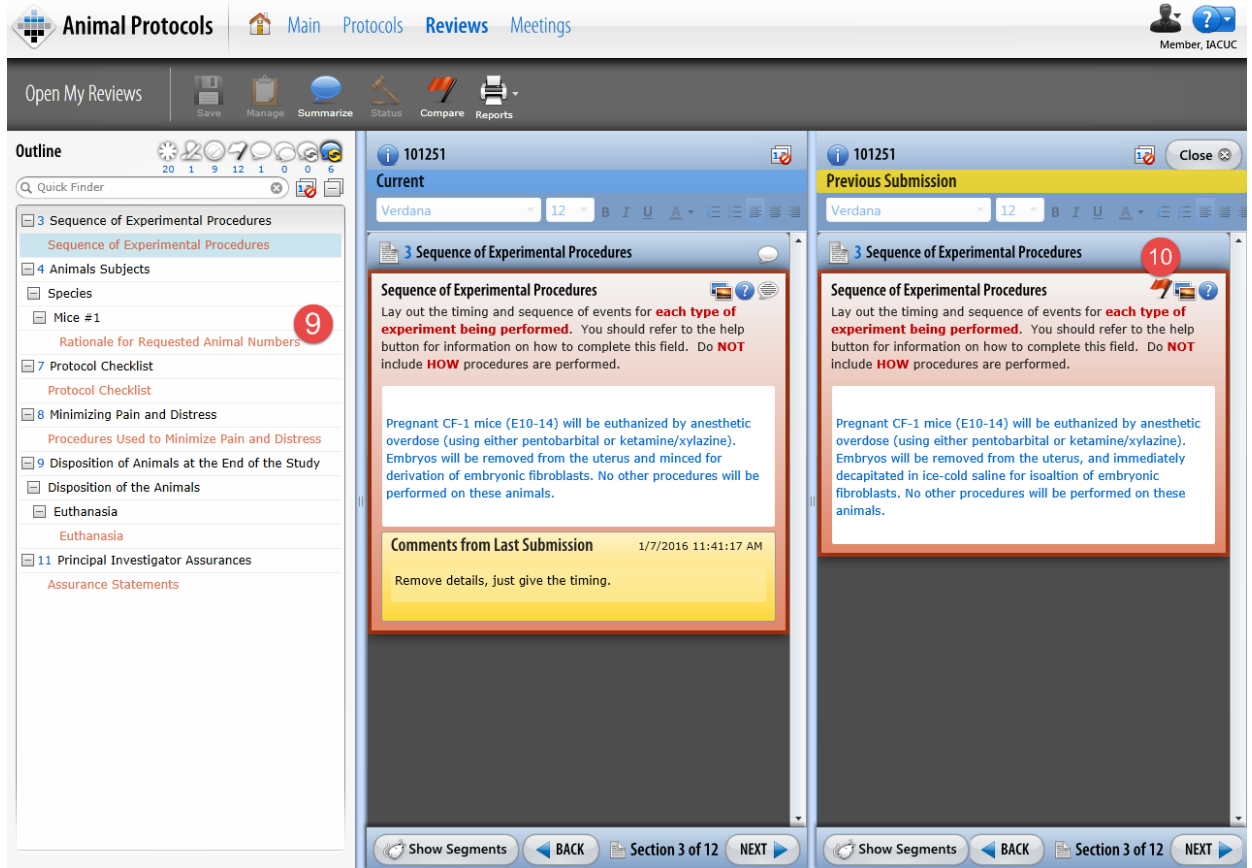 Animal Protocols
Main Protocols Reviews Meetings
Member, IACUC
Open My Reviews
Save Manage Summarize Status Compare Reports
Outline
20 1 9 12 1 0 0 6
Quick Finder
3 Sequence of Experimental Procedures
Sequence of Experimental Procedures
4 Animals Subjects
Species
Mice #1
9
Rationale for Requested Animal Numbers
7 Protocol Checklist
Protocol Checklist
8 Minimizing Pain and Distress
Procedures Used to Minimize Pain and Distress
9 Disposition of Animals at the End of the Study
Disposition of the Animals
Euthanasia
Euthanasia
11 Principal Investigator Assurances
Assurance Statements
101251
Current
Verdana 12 B I U A
3 Sequence of Experimental Procedures
Sequence of Experimental Procedures
Lay out the timing and sequence of events for each type of
experiment being performed. You should refer to the help
button for information on how to complete this field. Do NOT
include HOW procedures are performed.
Pregnant CF-1 mice (E10-14) will be euthanized by anesthetic
overdose (using either pentobarbital or ketamine/xylazine).
Embryos will be removed from the uterus and minced for
derivation of embryonic fibroblasts. No other procedures will be
performed on these animals.
Comments from Last Submission 1/7/2016 11:41:17 AM
Remove details, just give the timing.
Show Segments BACK Section 3 of 12 NEXT
101251 Close
Previous Submission
Verdana 12 B I U A
3 Sequence of Experimental Procedures
10
Sequence of Experimental Procedures
Lay out the timing and sequence of events for each type of
experiment being performed. You should refer to the help
button for information on how to complete this field. Do NOT
include HOW procedures are performed.
Pregnant CF-1 mice (E10-14) will be euthanized by anesthetic
overdose (using either pentobarbital or ketamine/xylazine).
Embryos will be removed from the uterus, and immediately
decapitated in ice-cold saline for isoaltion of embryonic
fibroblasts. No other procedures will be performed on these
animals.
Show Segments BACK Section 3 of 12 NEXT